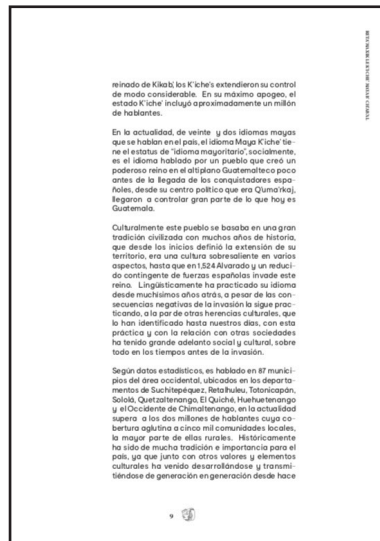 reinado de Kikab', los K'iche's extendieron su control
de modo considerable. En su máximo apogeo, el
estado K'iche' incluyó aproximadamente un millón
de hablantes.
En la actualidad, de veinte y dos idiomas mayas
que se hablan en el país, el idioma Maya K'iche' tie-
ne el estatus de "idioma mayoritario", socialmente,
es el idioma hablado por un pueblo que creó un
poderoso reino en el altiplano Guatemalteco poco
antes de la llegada de los conquistadores espa-
ñoles, desde su centro político que era Q'uma'rkaj,
llegaron a controlar gran parte de lo que hoy es
Guatemala.
Culturalmente este pueblo se basaba en una gran
tradición civilizada con muchos años de historia,
que desde los inicios definió la extensión de su
territorio, era una cultura sobresaliente en varios
aspectos, hasta que en 1,524 Alvarado y un reduci-
do contingente de fuerzas españolas invade este
reino. Lingüísticamente ha practicado su idioma
desde muchísimos años atrás, a pesar de las con-
secuencias negativas de la invasión la sigue prac-
ticando, a la par de otras herencias culturales, que
lo han identificado hasta nuestros días, con esta
práctica y con la relación con otras sociedades
ha tenido grande adelanto social y cultural, sobre
todo en los tiempos antes de la invasión.
Según datos estadísticos, es hablado en 87 munici-
pios del área occidental, ubicados en los departa-
mentos de Suchitepéquez, Retalhuleu, Totonicapán,
Sololá, Quetzaltenango, El Quiché, Huehuetenango
y el Occidente de Chimaltenango, en la actualidad
supera a los dos millones de hablantes cuya co-
bertura aglutina a cinco mil comunidades locales,
la mayor parte de ellas rurales. Históricamente
ha sido de mucha tradición e importancia para el
país, ya que junto con otros valores y elementos
culturales ha venido desarrollándose y transmi-
tiéndose de generación en generación desde hace
9